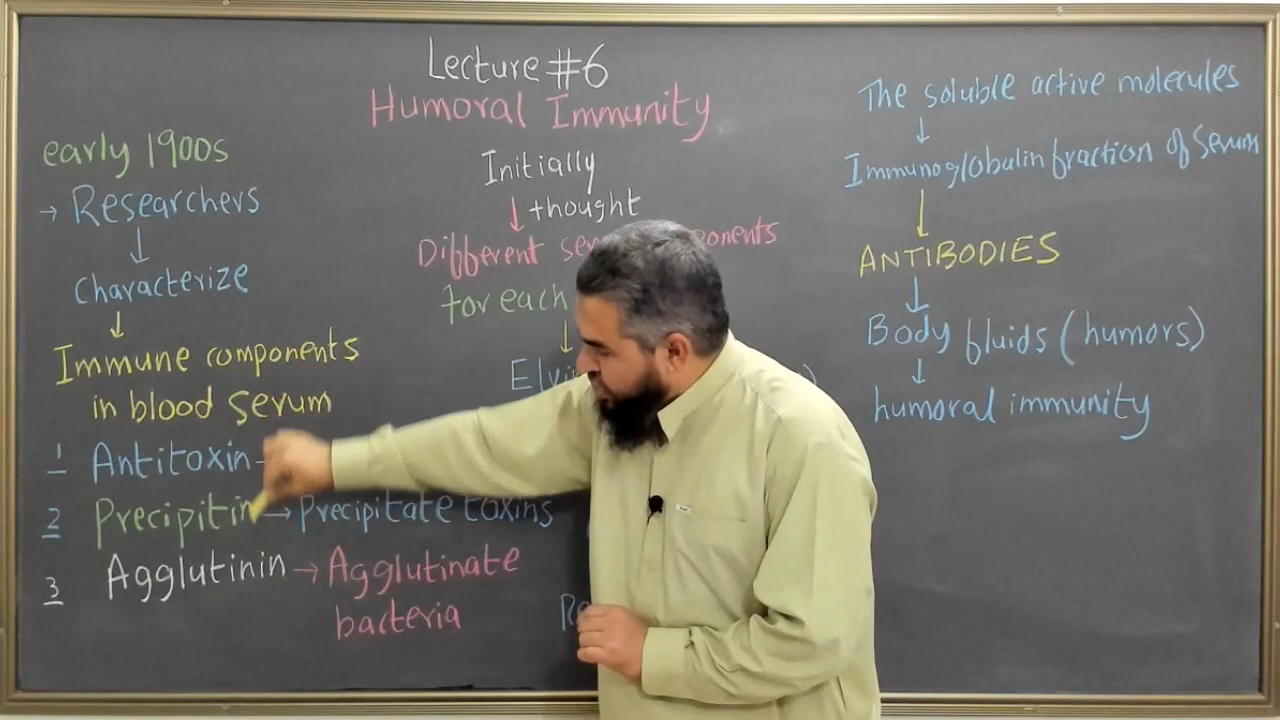 Lecture #6
Humoral Immunity
early 1900s
→ Researchers
↓
Characterize
↓
Immune components
in blood serum
1 Antitoxin
2 Precipitin → Precipitate toxins
3 Agglutinin → Agglutinate
bacteria
Initially
↓ thought
Different
for each
↓
The soluble active molecules
↓
Immunoglobulin fraction of Serum
↓
ANTIBODIES
↓
Body fluids (humors)
↓
humoral immunity